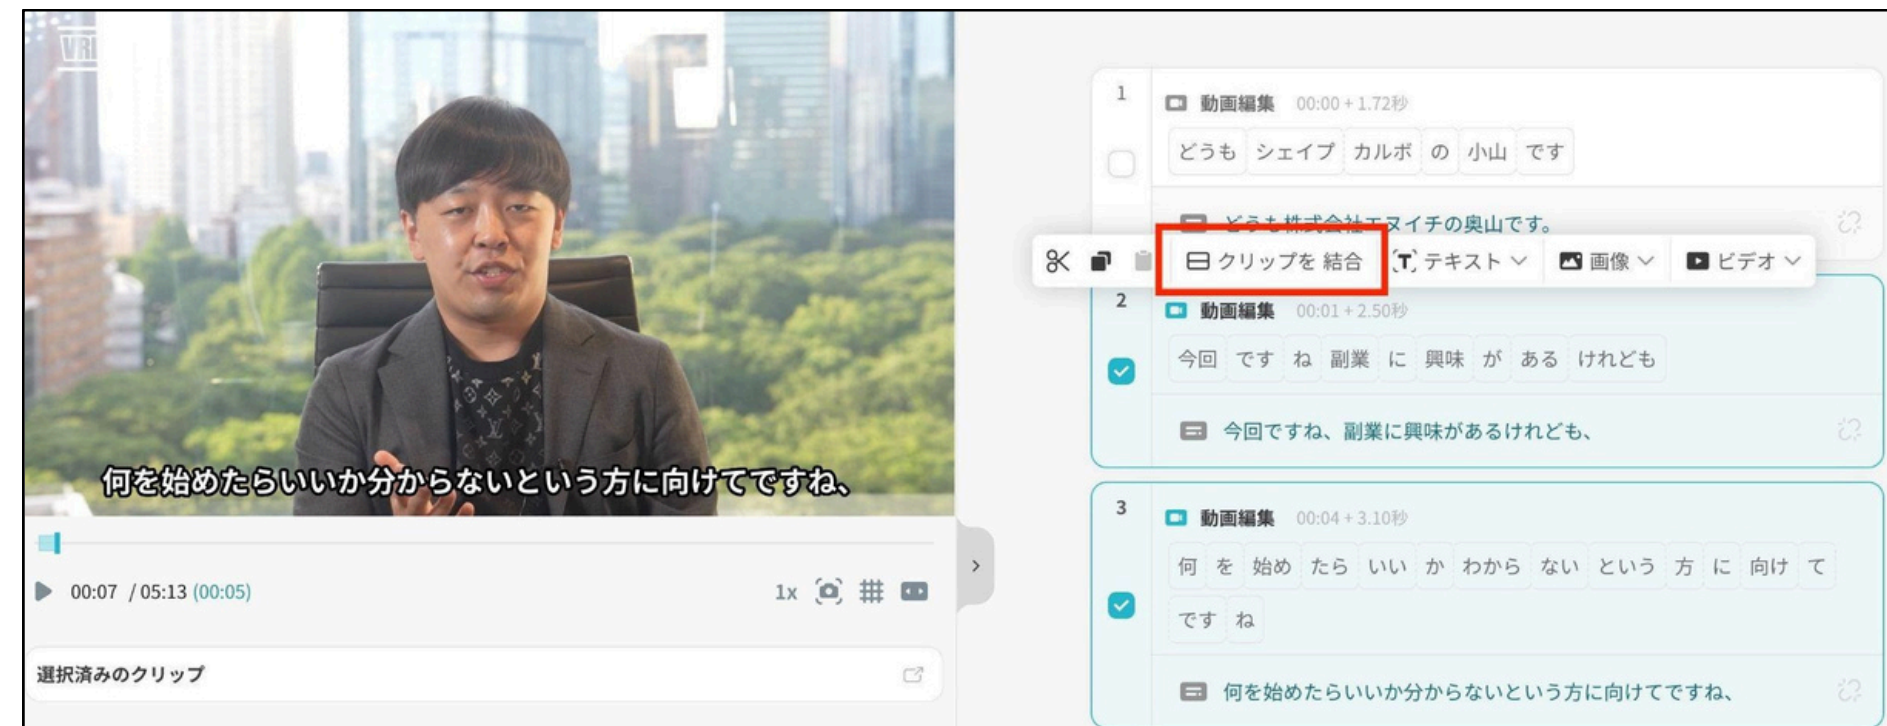 VRE
何を始めたらいいか分からないという方に向けてですね、
00:07 / 05:13 (00:05)
1x
選択済みのクリップ
1
動画編集 00:00 + 1.72秒
どうも シェイプ カルボ の 小山 です
どうも株式会社エヌイチの奥山です。
クリップを 結合 テキスト 画像 ビデオ
2
動画編集 00:01 + 2.50秒
今回 です ね 副業 に 興味 が ある けれども
今回ですね、副業に興味があるけれども、
3
動画編集 00:04 + 3.10秒
何 を 始め たら いい か わから ない という 方 に 向け て
です ね
何を始めたらいいか分からないという方に向けてですね、